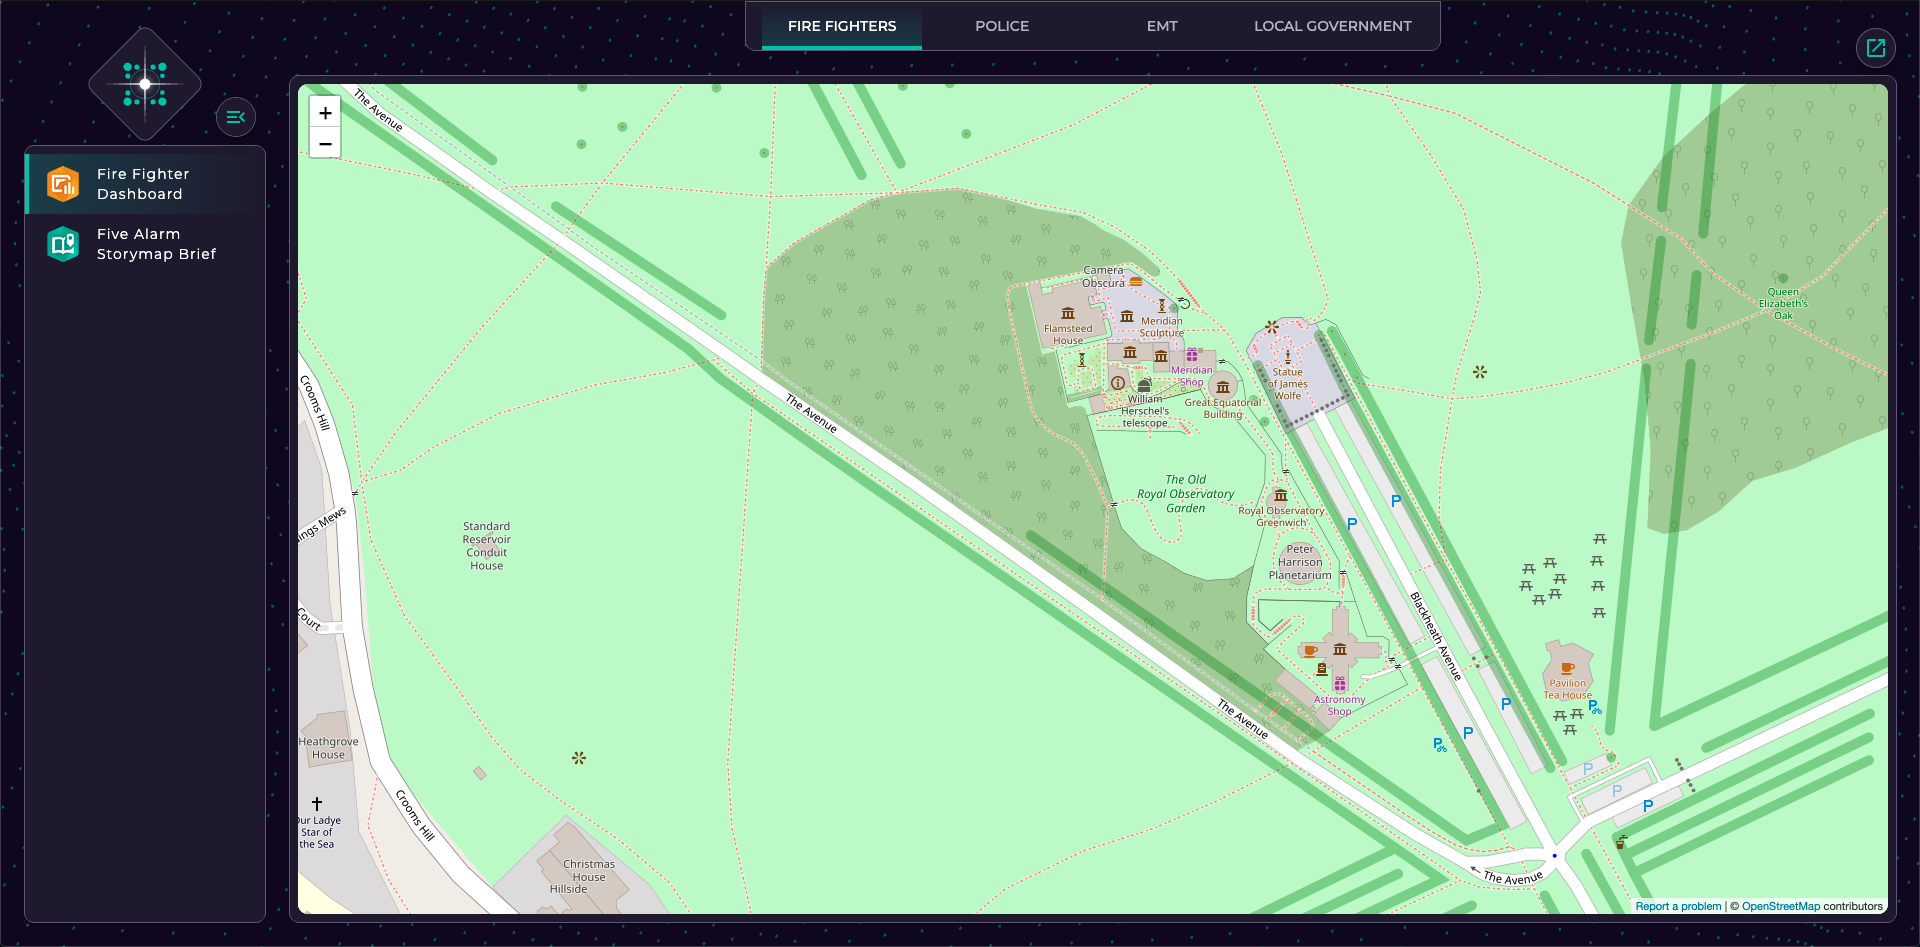 FIRE FIGHTERS
POLICE
EMT
LOCAL GOVERNMENT
Fire Fighter
Dashboard
Five Alarm
Storymap Brief
+
−
The Avenue
Camera
Obscura
Flamsteed
House
Meridian
Sculpture
Meridian
Shop
William
Herschel's
telescope
Great Equatorial
Building
Statue
of James
Wolfe
Queen
Elizabeth's
Oak
Crooms Hill
The Avenue
The Old
Royal Observatory
Garden
Royal Observatory
Greenwich
P
P
ings Mews
Standard
Reservoir
Conduit
House
Peter
Harrison
Planetarium
Blackheath Avenue
Court
Pavilion
Tea House
Astronomy
Shop
The Avenue
P
P
P
P
Heathgrove
House
P
P
P
Crooms Hill
Our Ladye
Star of
the Sea
Christmas
House
Hillside
The Avenue
Report a problem | © OpenStreetMap contributors